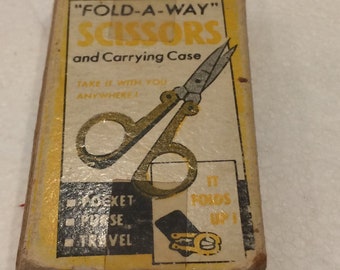 "FOLD-A-WAY"
SCISSORS
and Carrying Case
TAKE IT WITH YOU
ANYWHERE!
POCKET
PURSE
TRAVEL
IT
FOLDS
UP!